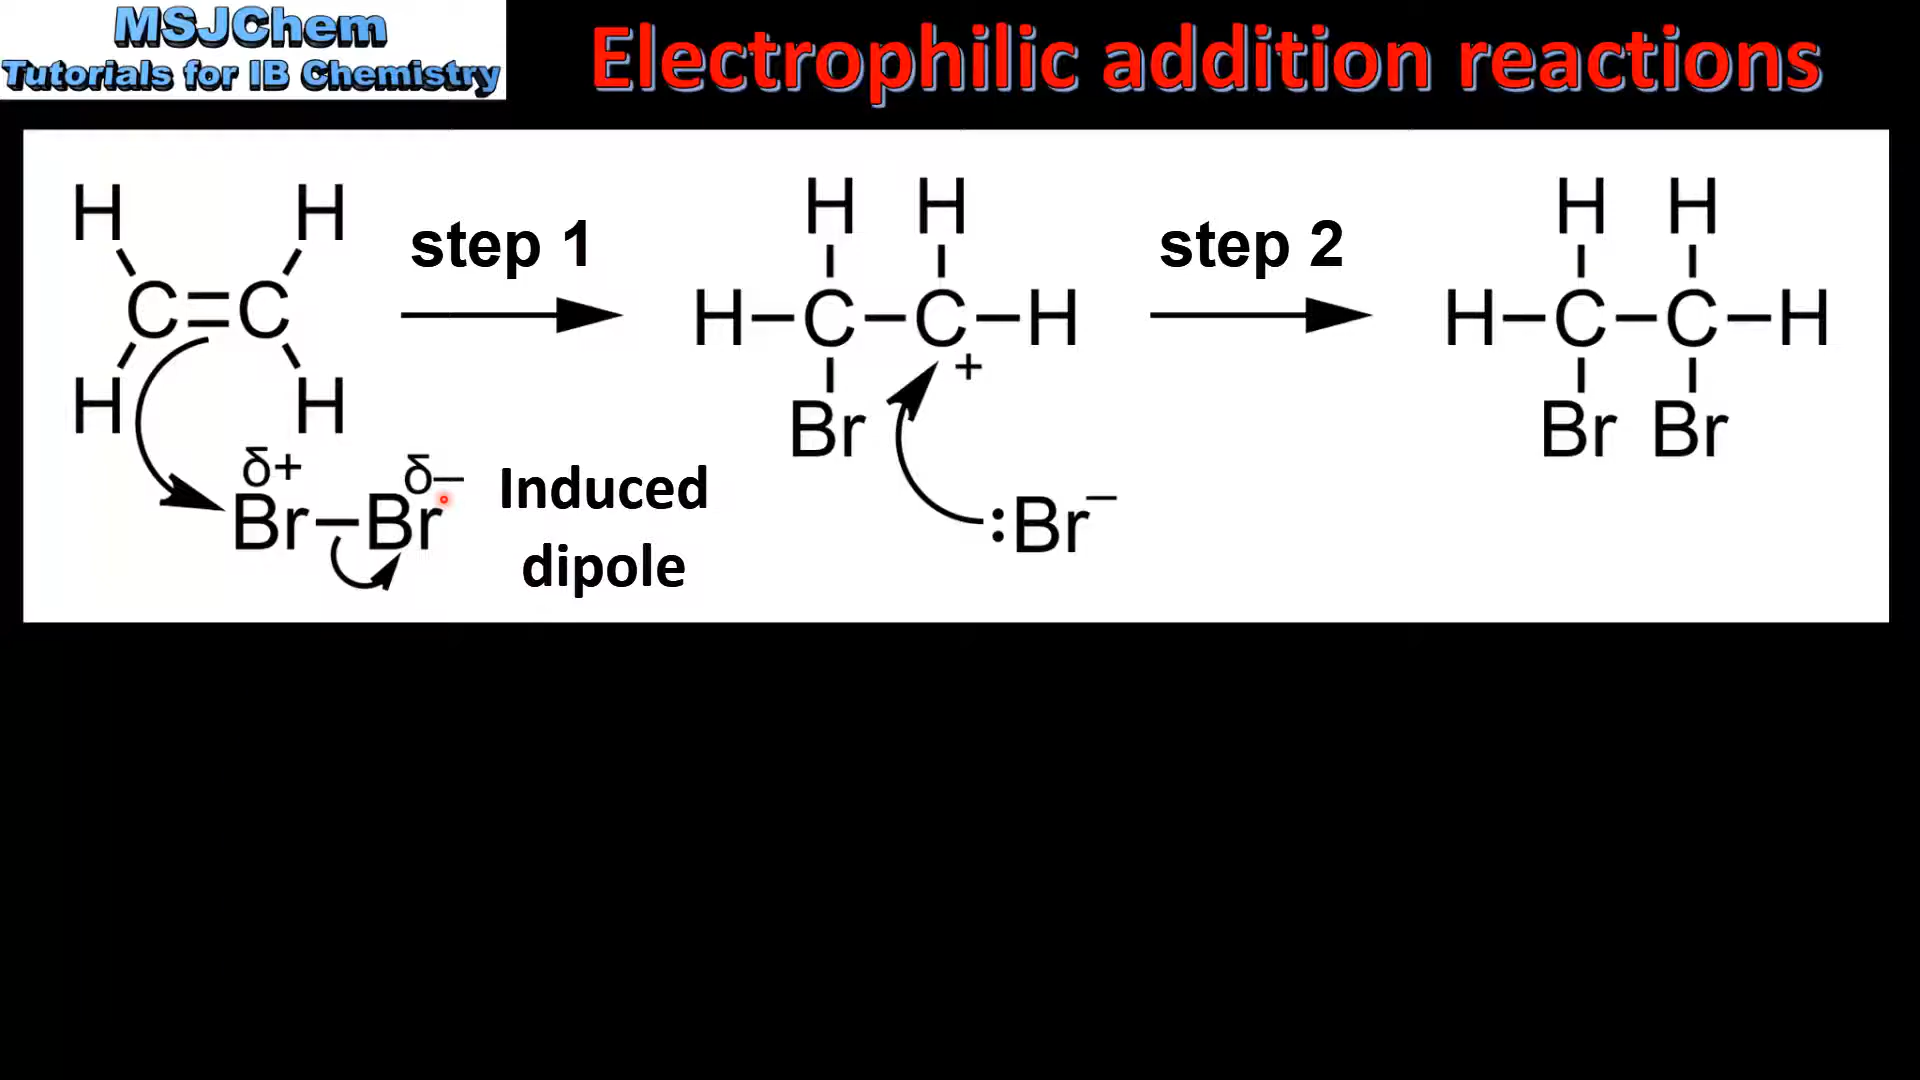 MSJChem
Tutorials for IB Chemistry
Electrophilic addition reactions
H H
C=C
H H
δ+ δ–
Br–Br
Induced
dipole
step 1
H H
H–C–C–H
+
Br
:Br–
step 2
H H
H–C–C–H
Br Br